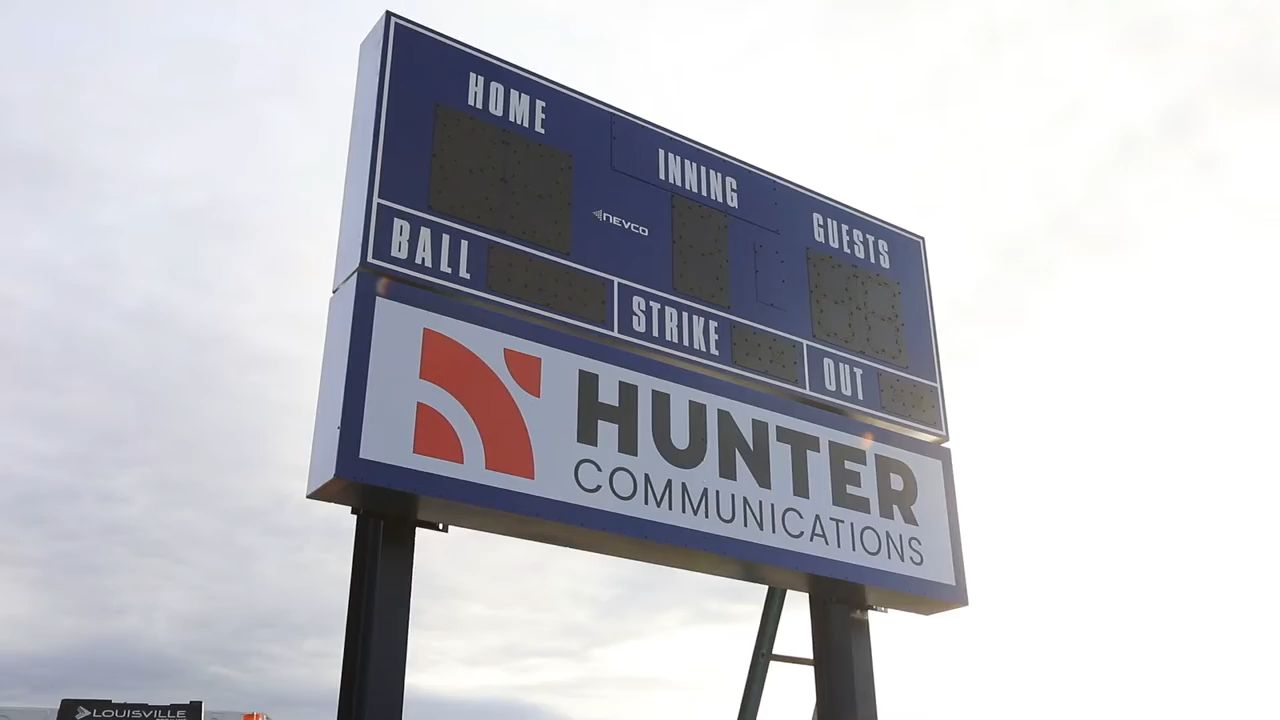 HOME
INNING
GUESTS
NEVCO
BALL
STRIKE
OUT
HUNTER
COMMUNICATIONS
LOUISVILLE